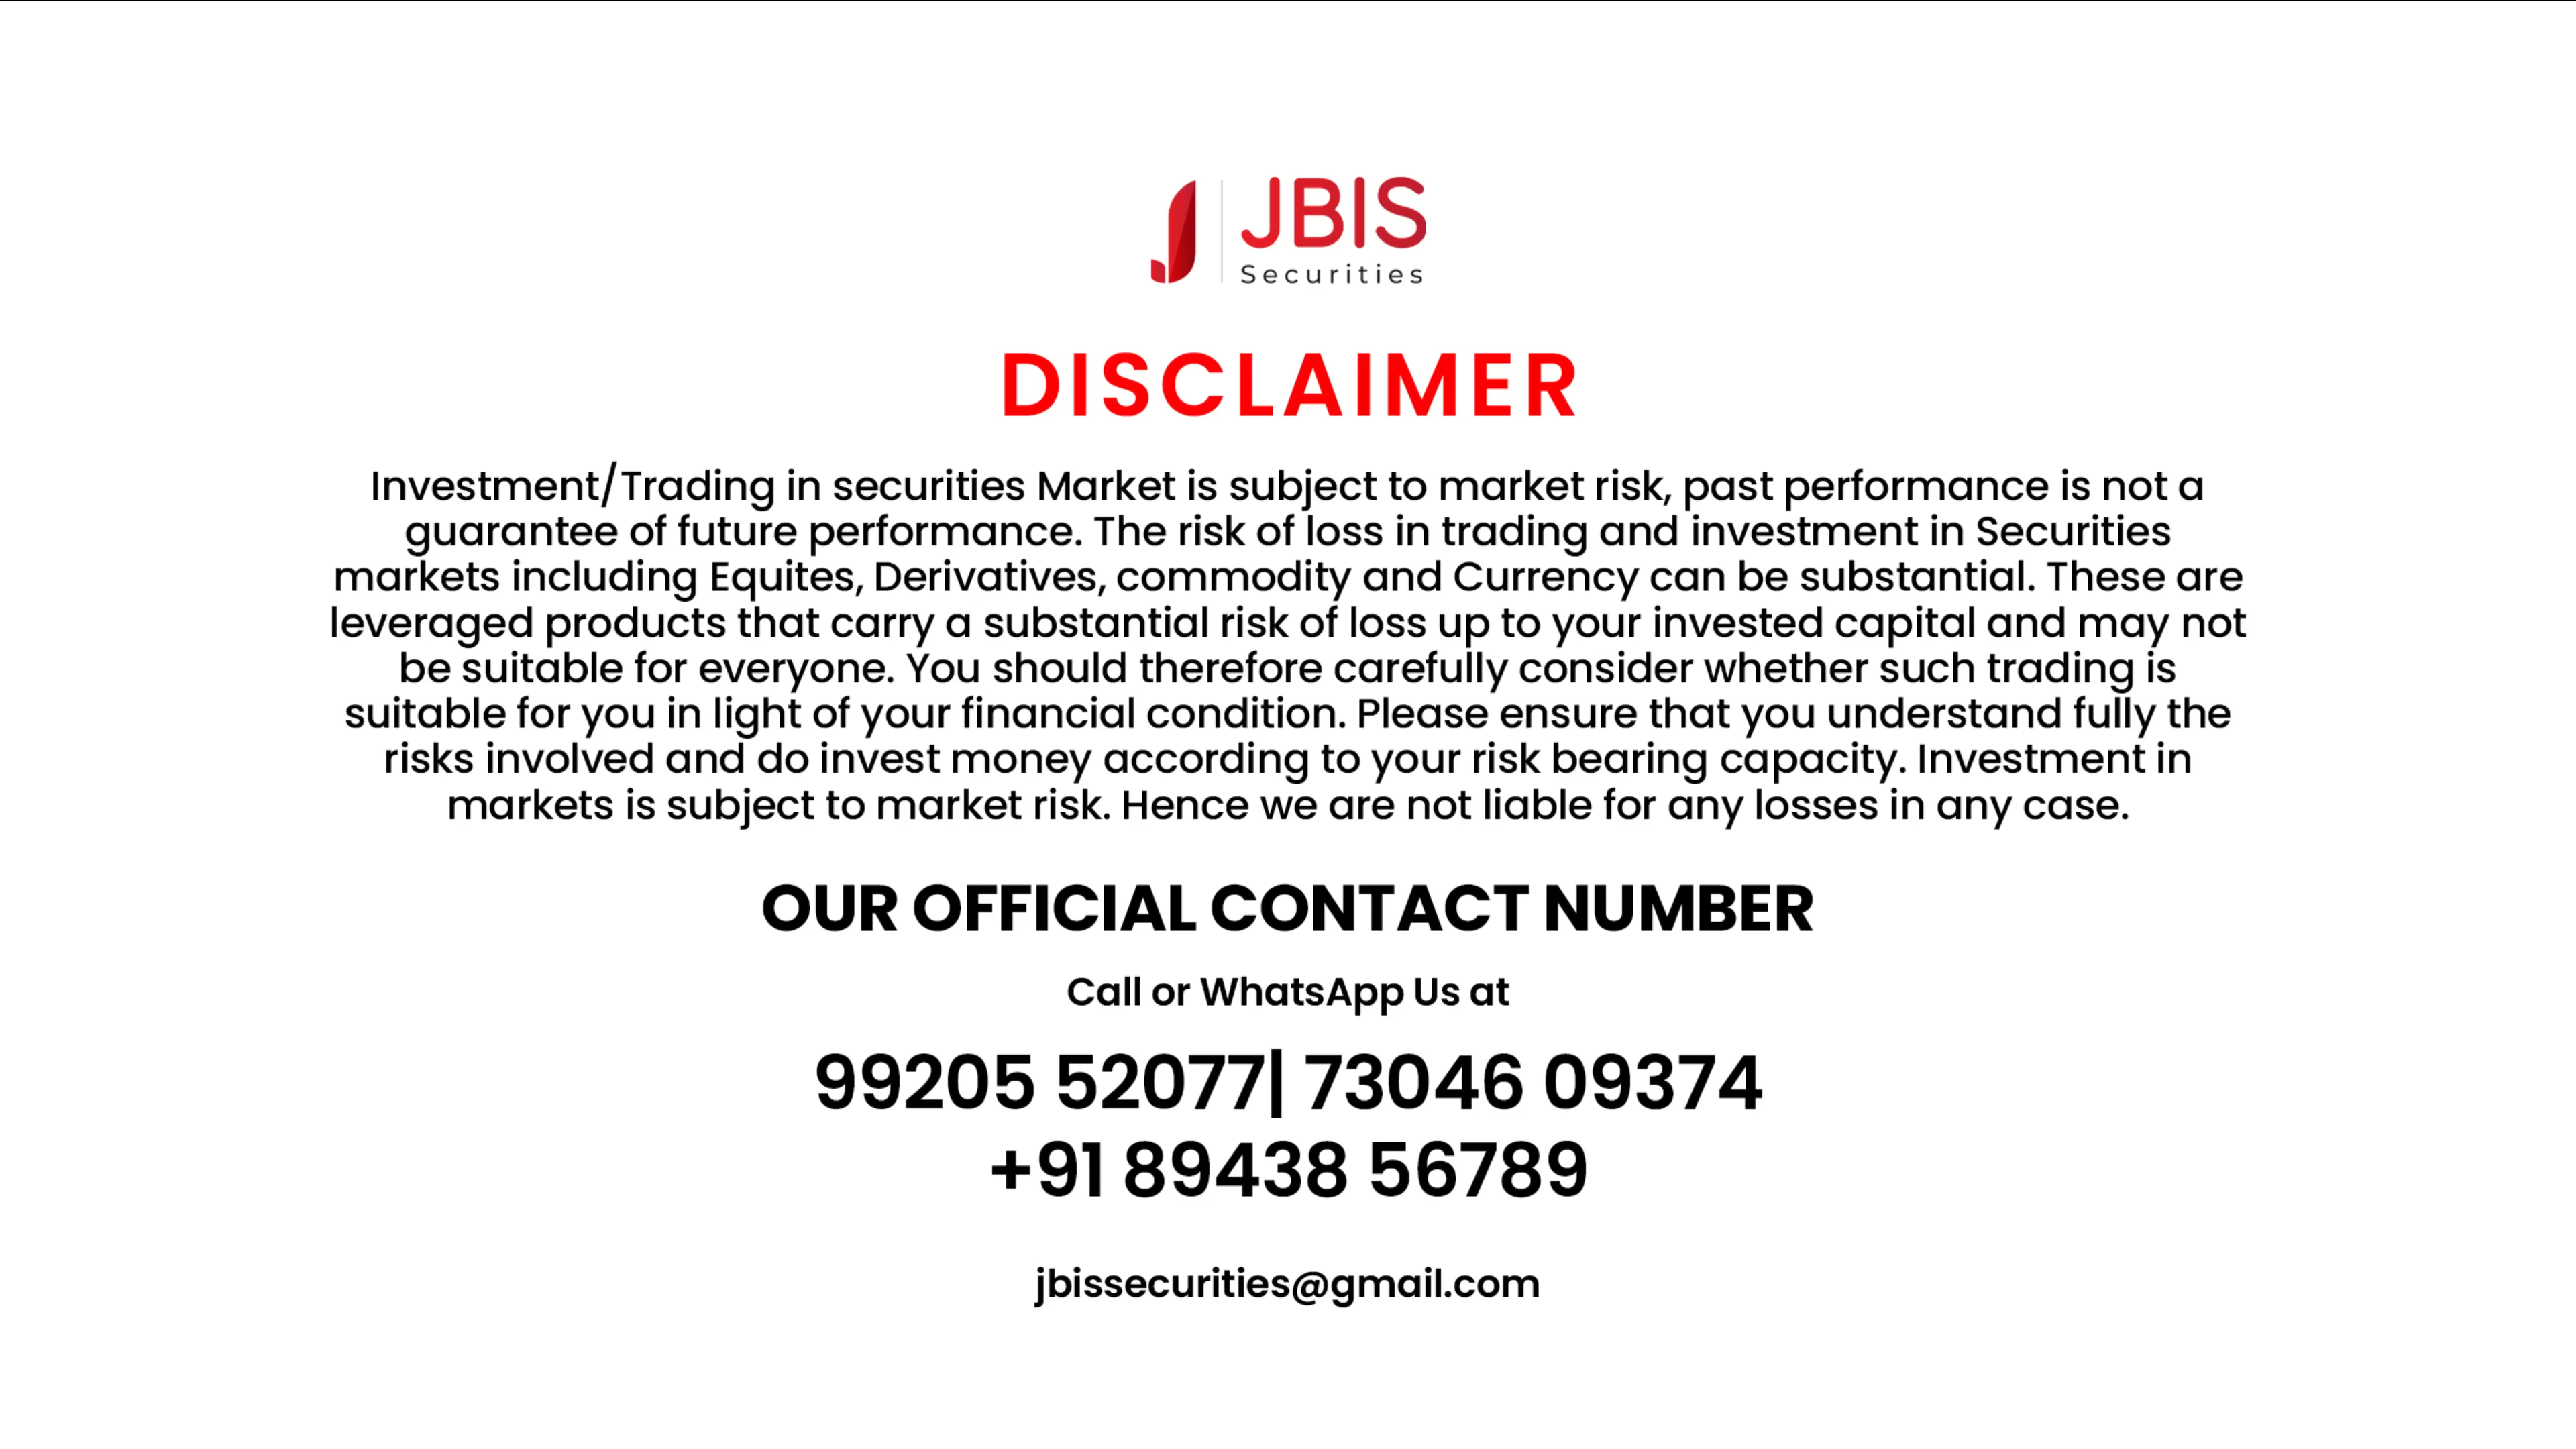 JBIS
Securities
DISCLAIMER
Investment/Trading in securities Market is subject to market risk, past performance is not a
guarantee of future performance. The risk of loss in trading and investment in Securities
markets including Equites, Derivatives, commodity and Currency can be substantial. These are
leveraged products that carry a substantial risk of loss up to your invested capital and may not
be suitable for everyone. You should therefore carefully consider whether such trading is
suitable for you in light of your financial condition. Please ensure that you understand fully the
risks involved and do invest money according to your risk bearing capacity. Investment in
markets is subject to market risk. Hence we are not liable for any losses in any case.
OUR OFFICIAL CONTACT NUMBER
Call or WhatsApp Us at
99205 52077| 73046 09374
+91 89438 56789
jbissecurities@gmail.com